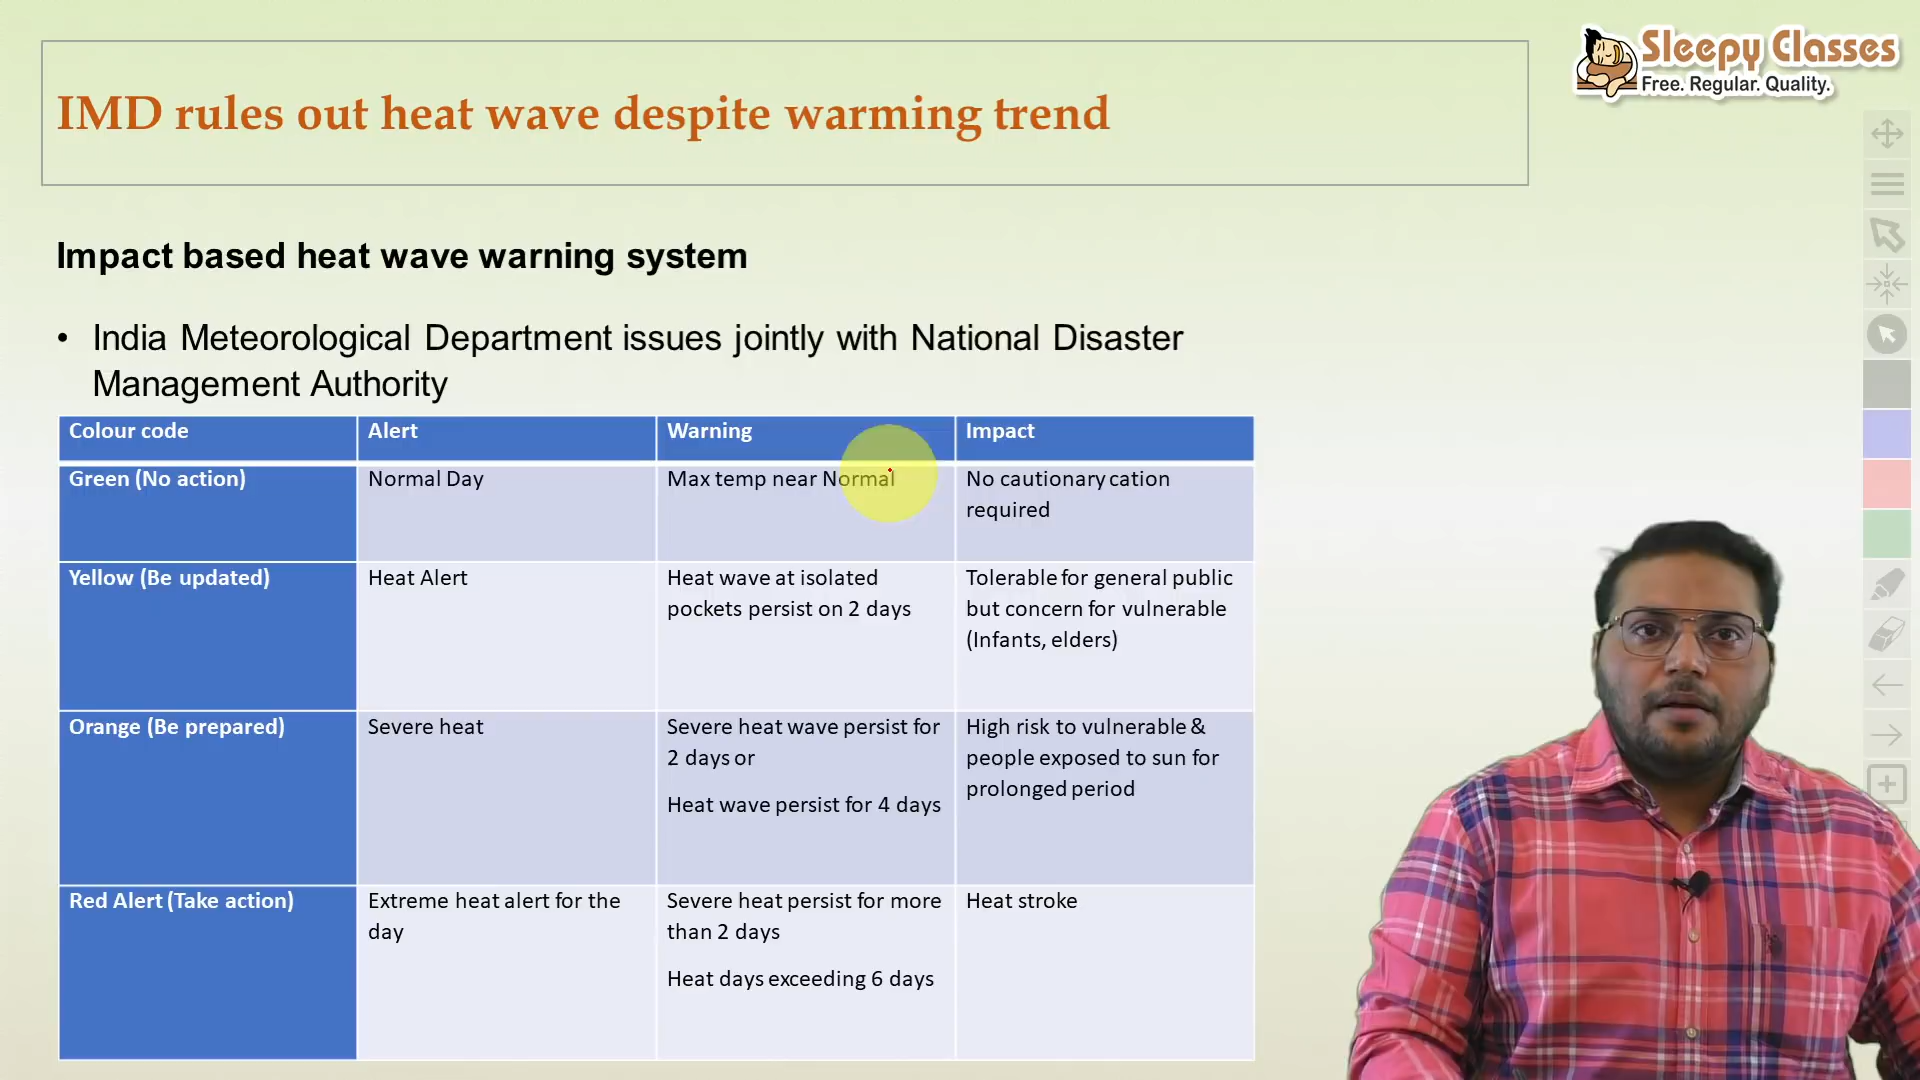 Sleepy Classes
Free. Regular. Quality.
IMD rules out heat wave despite warming trend
Impact based heat wave warning system
• India Meteorological Department issues jointly with National Disaster
Management Authority
Colour code
Alert
Warning
Impact
Green (No action)
Normal Day
Max temp near Normal
No cautionary cation
required
Yellow (Be updated)
Heat Alert
Heat wave at isolated
pockets persist on 2 days
Tolerable for general public
but concern for vulnerable
(Infants, elders)
Orange (Be prepared)
Severe heat
Severe heat wave persist for
2 days or
Heat wave persist for 4 days
High risk to vulnerable &
people exposed to sun for
prolonged period
Red Alert (Take action)
Extreme heat alert for the
day
Severe heat persist for more
than 2 days
Heat days exceeding 6 days
Heat stroke